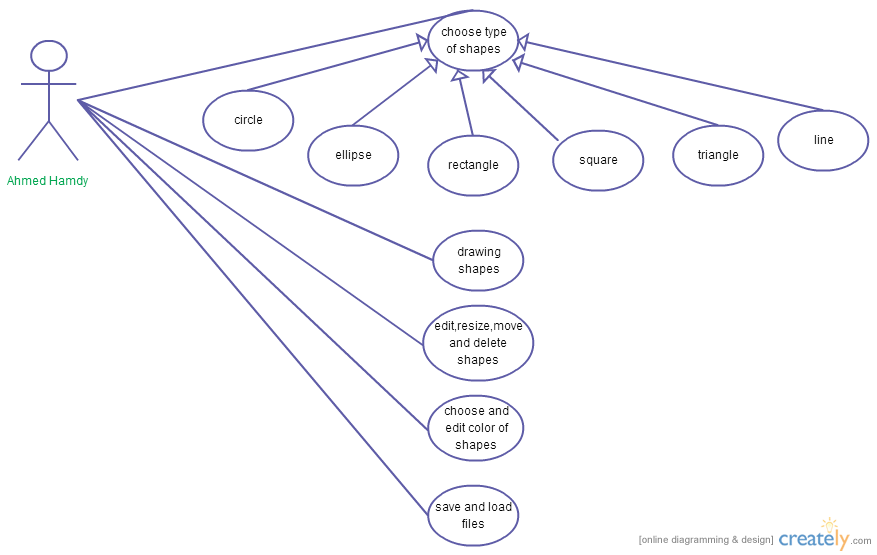 choose type
of shapes
circle
ellipse
rectangle
square
triangle
line
Ahmed Hamdy
drawing
shapes
edit,resize,move
and delete
shapes
choose and
edit color of
shapes
save and load
files
[online diagramming & design] creately.com